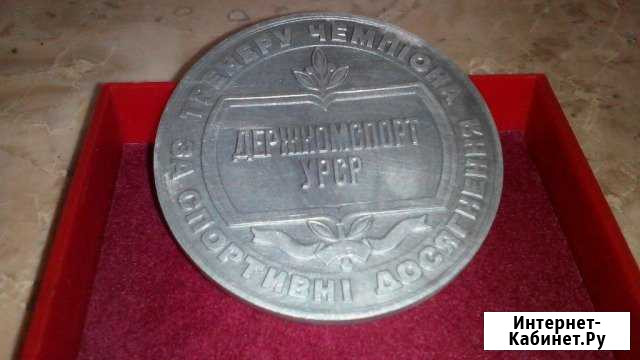 ТРЕНЕРУ ЧЕМПІОНА
ДЕРЖКОМСПОРТ
УРСР
ЗА СПОРТИВНІ ДОСЯГНЕННЯ
Интернет-
Кабинет.Ру